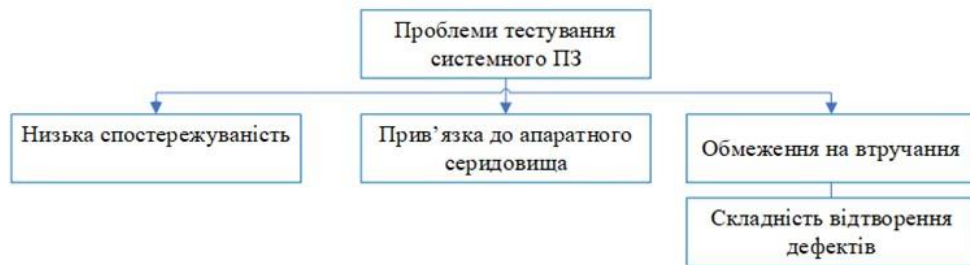 Проблеми тестування
системного ПЗ
Низька спостережуваність
Прив’язка до апаратного
серидовища
Обмеження на втручання
Складність відтворення
дефектів